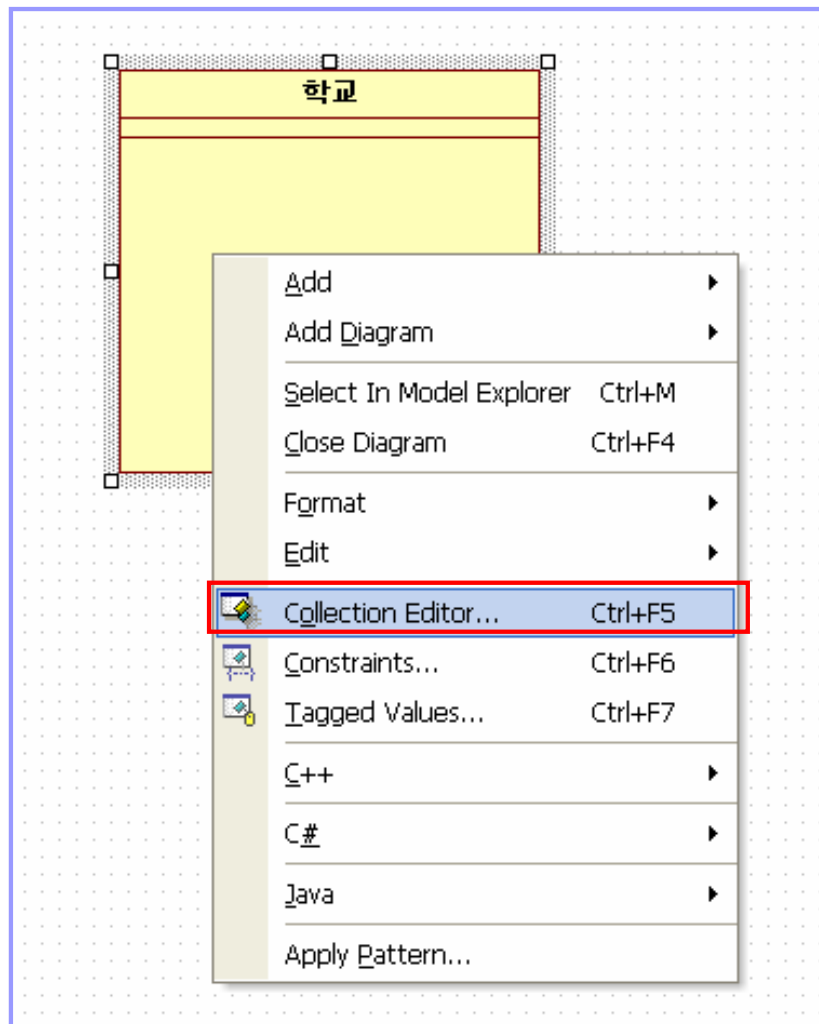 학교
Add
Add Diagram
Select In Model Explorer Ctrl+M
Close Diagram Ctrl+F4
Format
Edit
Collection Editor... Ctrl+F5
Constraints... Ctrl+F6
Tagged Values... Ctrl+F7
C++
C#
Java
Apply Pattern...